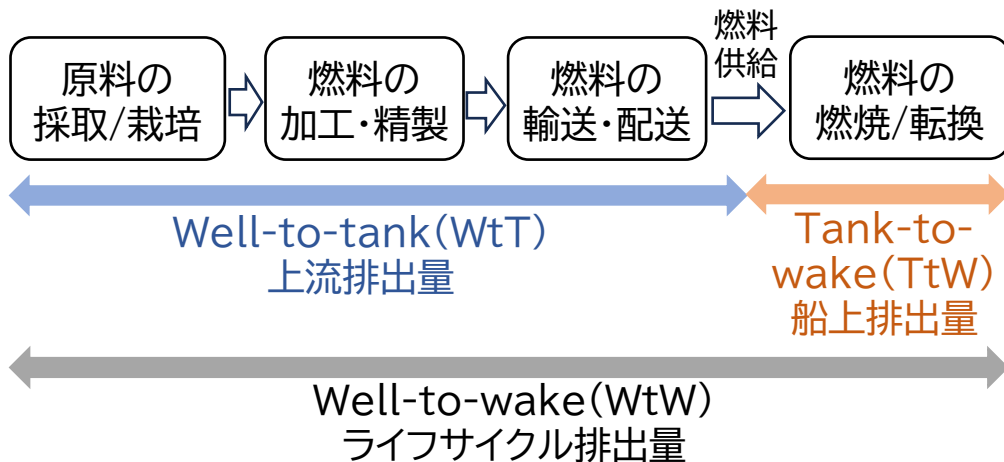 原料の
採取/栽培
燃料の
加工・精製
燃料の
輸送・配送
燃料
供給
燃料の
燃焼/転換
Well-to-tank(WtT)
上流排出量
Tank-to-
wake(TtW)
船上排出量
Well-to-wake(WtW)
ライフサイクル排出量